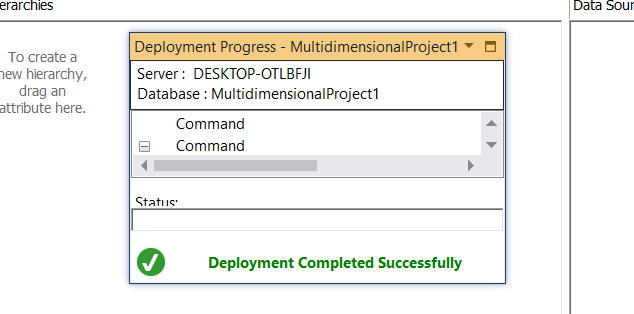 erarchies
Data Sour
To create a
new hierarchy,
drag an
attribute here.
Deployment Progress - MultidimensionalProject1
Server : DESKTOP-OTLBFJI
Database : MultidimensionalProject1
Command
Command
Status:
Deployment Completed Successfully